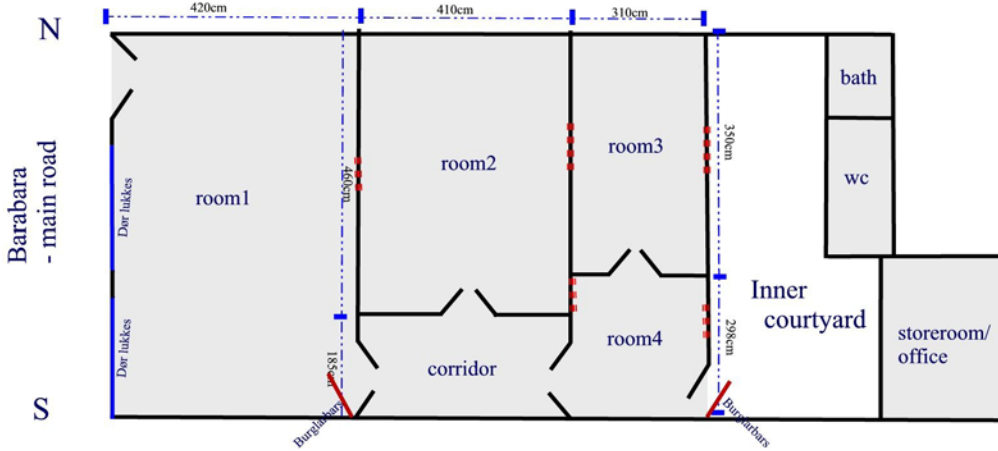 420cm
410cm
310cm
N
bath
350cm
room3
room2
wc
460cm
room1
Barabara
- main road
Dør lukkes
Inner
courtyard
298cm
storeroom/
office
room4
corridor
185cm
Dør lukkes
S
Burglarbars
Burglarbars